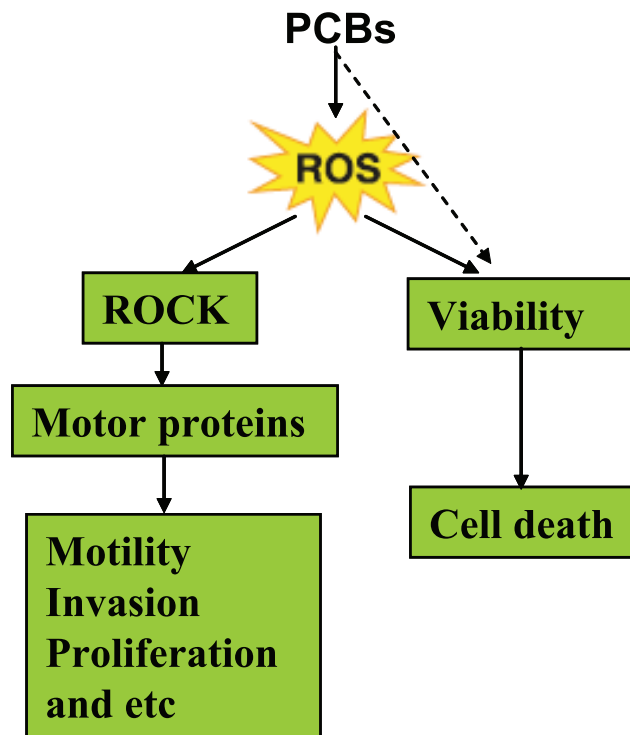 PCBs
ROS
ROCK
Viability
Motor proteins
Cell death
Motility
Invasion
Proliferation
and etc